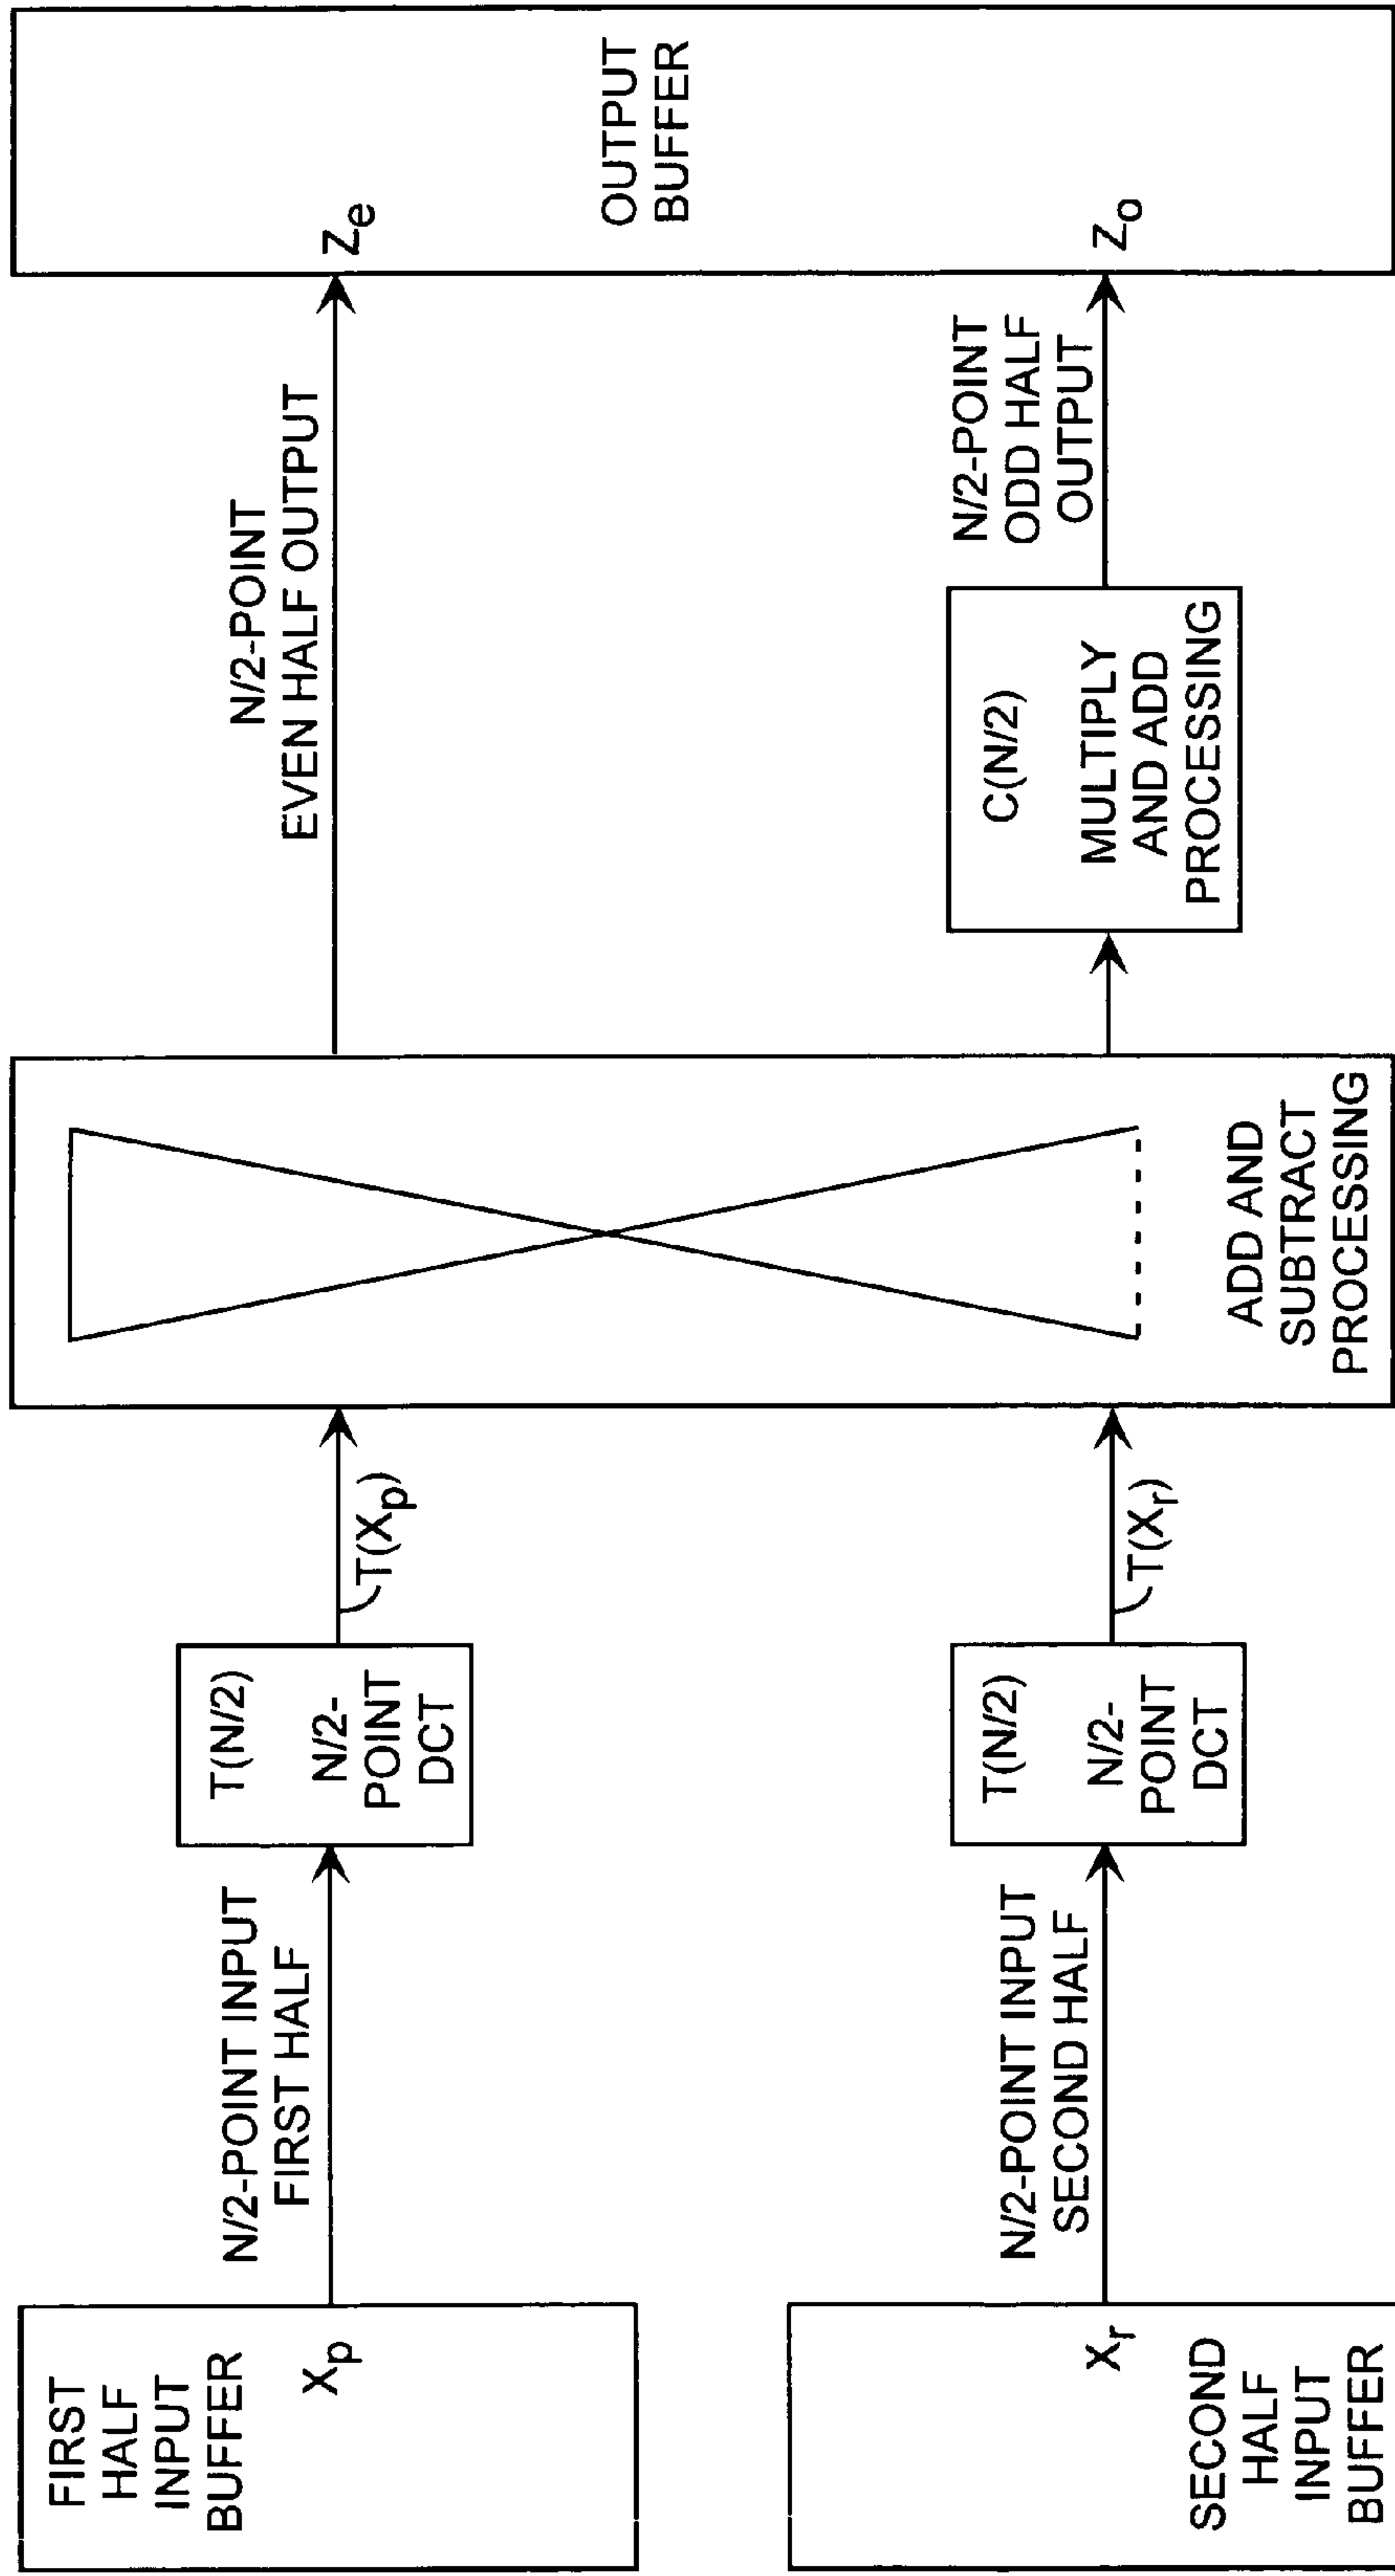 FIRST
HALF
INPUT
BUFFER
Xp
N/2-POINT INPUT
FIRST HALF
T(N/2)
N/2-
POINT
DCT
T(Xp)
SECOND
HALF
INPUT
BUFFER
Xr
N/2-POINT INPUT
SECOND HALF
T(N/2)
N/2-
POINT
DCT
T(Xr)
ADD AND
SUBTRACT
PROCESSING
N/2-POINT
EVEN HALF OUTPUT
C(N/2)
MULTIPLY
AND ADD
PROCESSING
N/2-POINT
ODD HALF
OUTPUT
Ze
OUTPUT
BUFFER
Zo